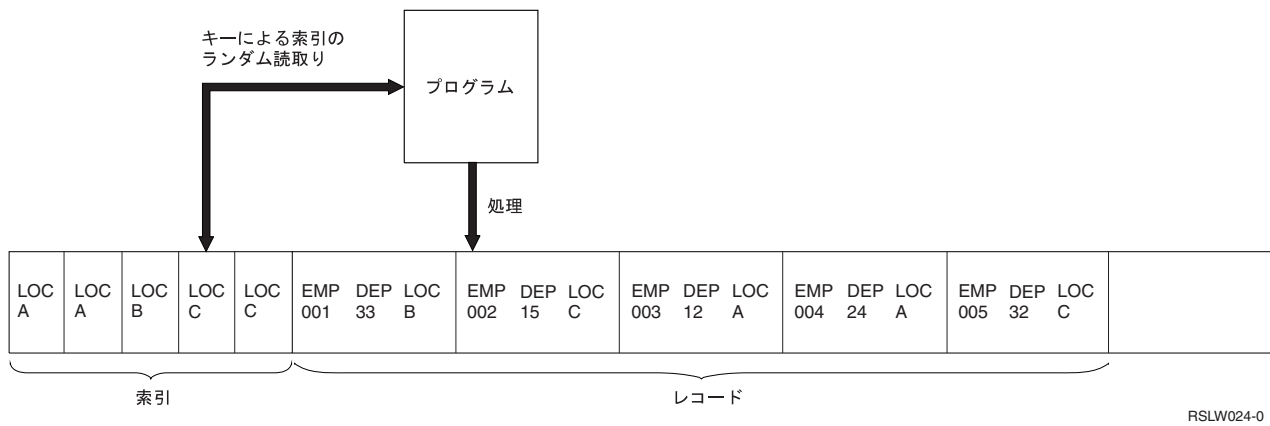 キーによる索引の
ランダム読取り
プログラム
処理
LOC LOC LOC LOC LOC EMP DEP LOC EMP DEP LOC EMP DEP LOC EMP DEP LOC EMP DEP LOC
A A B C C 001 33 B 002 15 C 003 12 A 004 24 A 005 32 C
索引 レコード
RSLW024-0